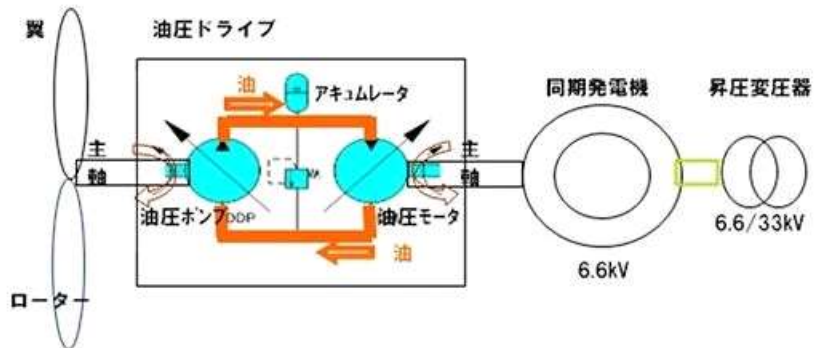 翼
油圧ドライブ
油
アキュムレータ
同期発電機
昇圧変圧器
主
軸
主
軸
油圧ポンプDDP
油圧モータ
6.6/33kV
油
6.6kV
ローター